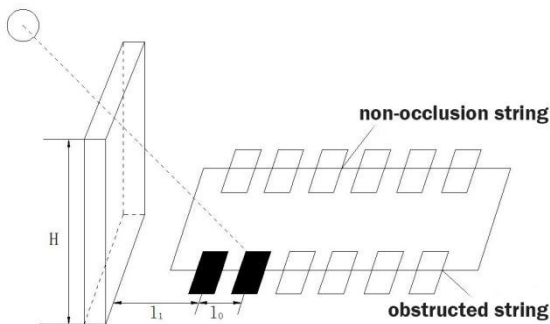 non-occlusion string
H
l₁
l₀
obstructed string